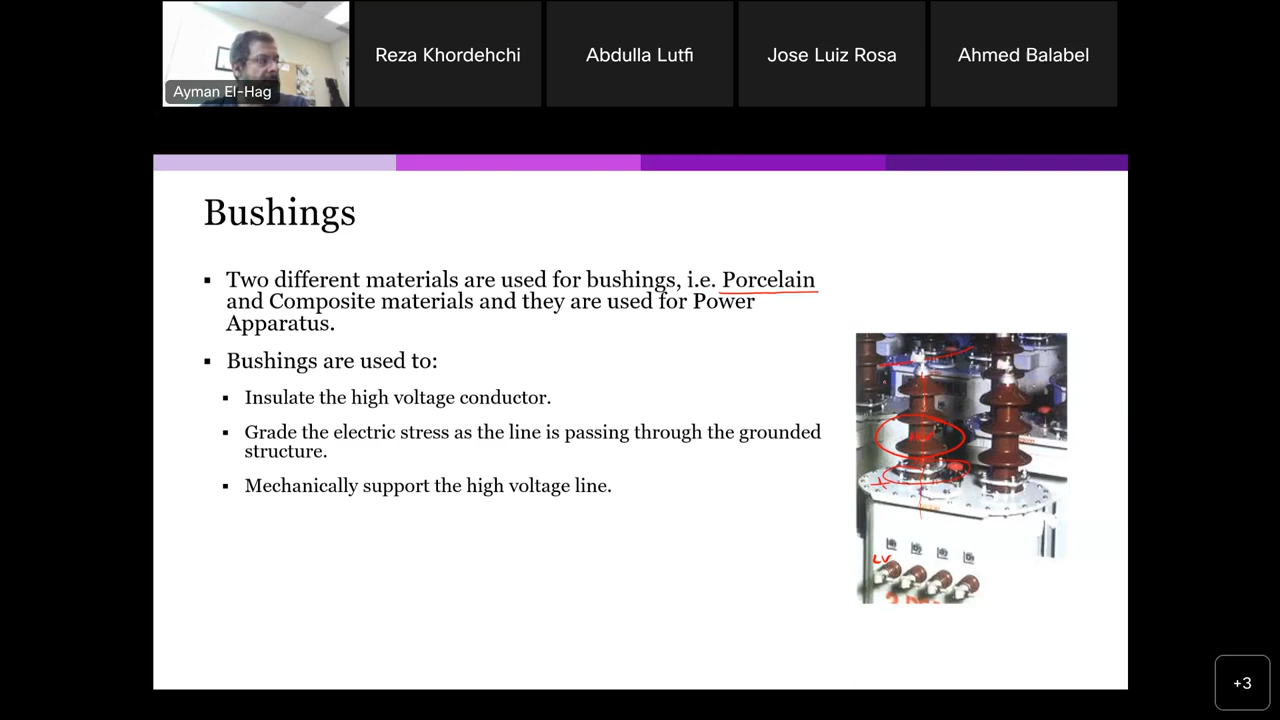 Ayman El-Hag
Reza Khordehchi
Abdulla Lutfi
Jose Luiz Rosa
Ahmed Balabel
Bushings
▪ Two different materials are used for bushings, i.e. Porcelain
and Composite materials and they are used for Power
Apparatus.
▪ Bushings are used to:
▪ Insulate the high voltage conductor.
▪ Grade the electric stress as the line is passing through the grounded
structure.
▪ Mechanically support the high voltage line.
LV
+3